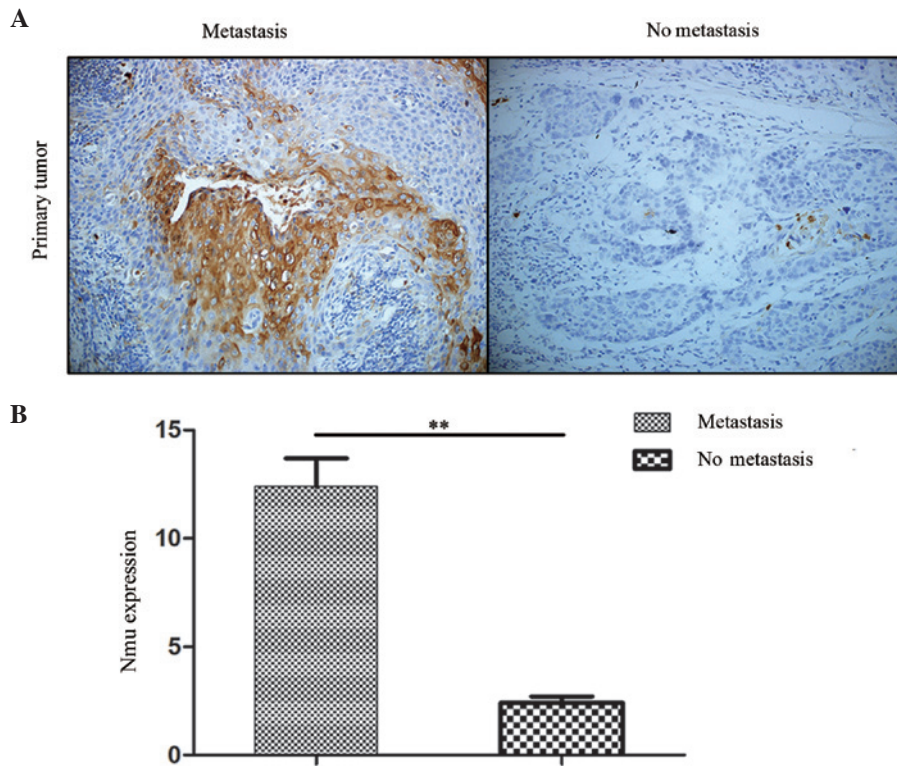 A
Metastasis
No metastasis
Primary tumor
B
15
10
5
0
Nmu expression
**
Metastasis
No metastasis